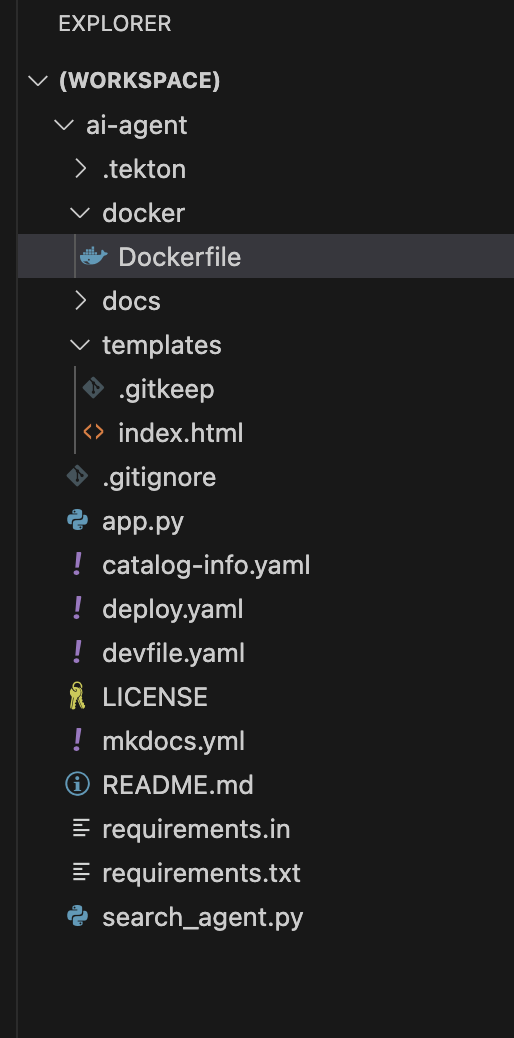 EXPLORER
(WORKSPACE)
ai-agent
.tekton
docker
Dockerfile
docs
templates
.gitkeep
index.html
.gitignore
app.py
catalog-info.yaml
deploy.yaml
devfile.yaml
LICENSE
mkdocs.yml
README.md
requirements.in
requirements.txt
search_agent.py